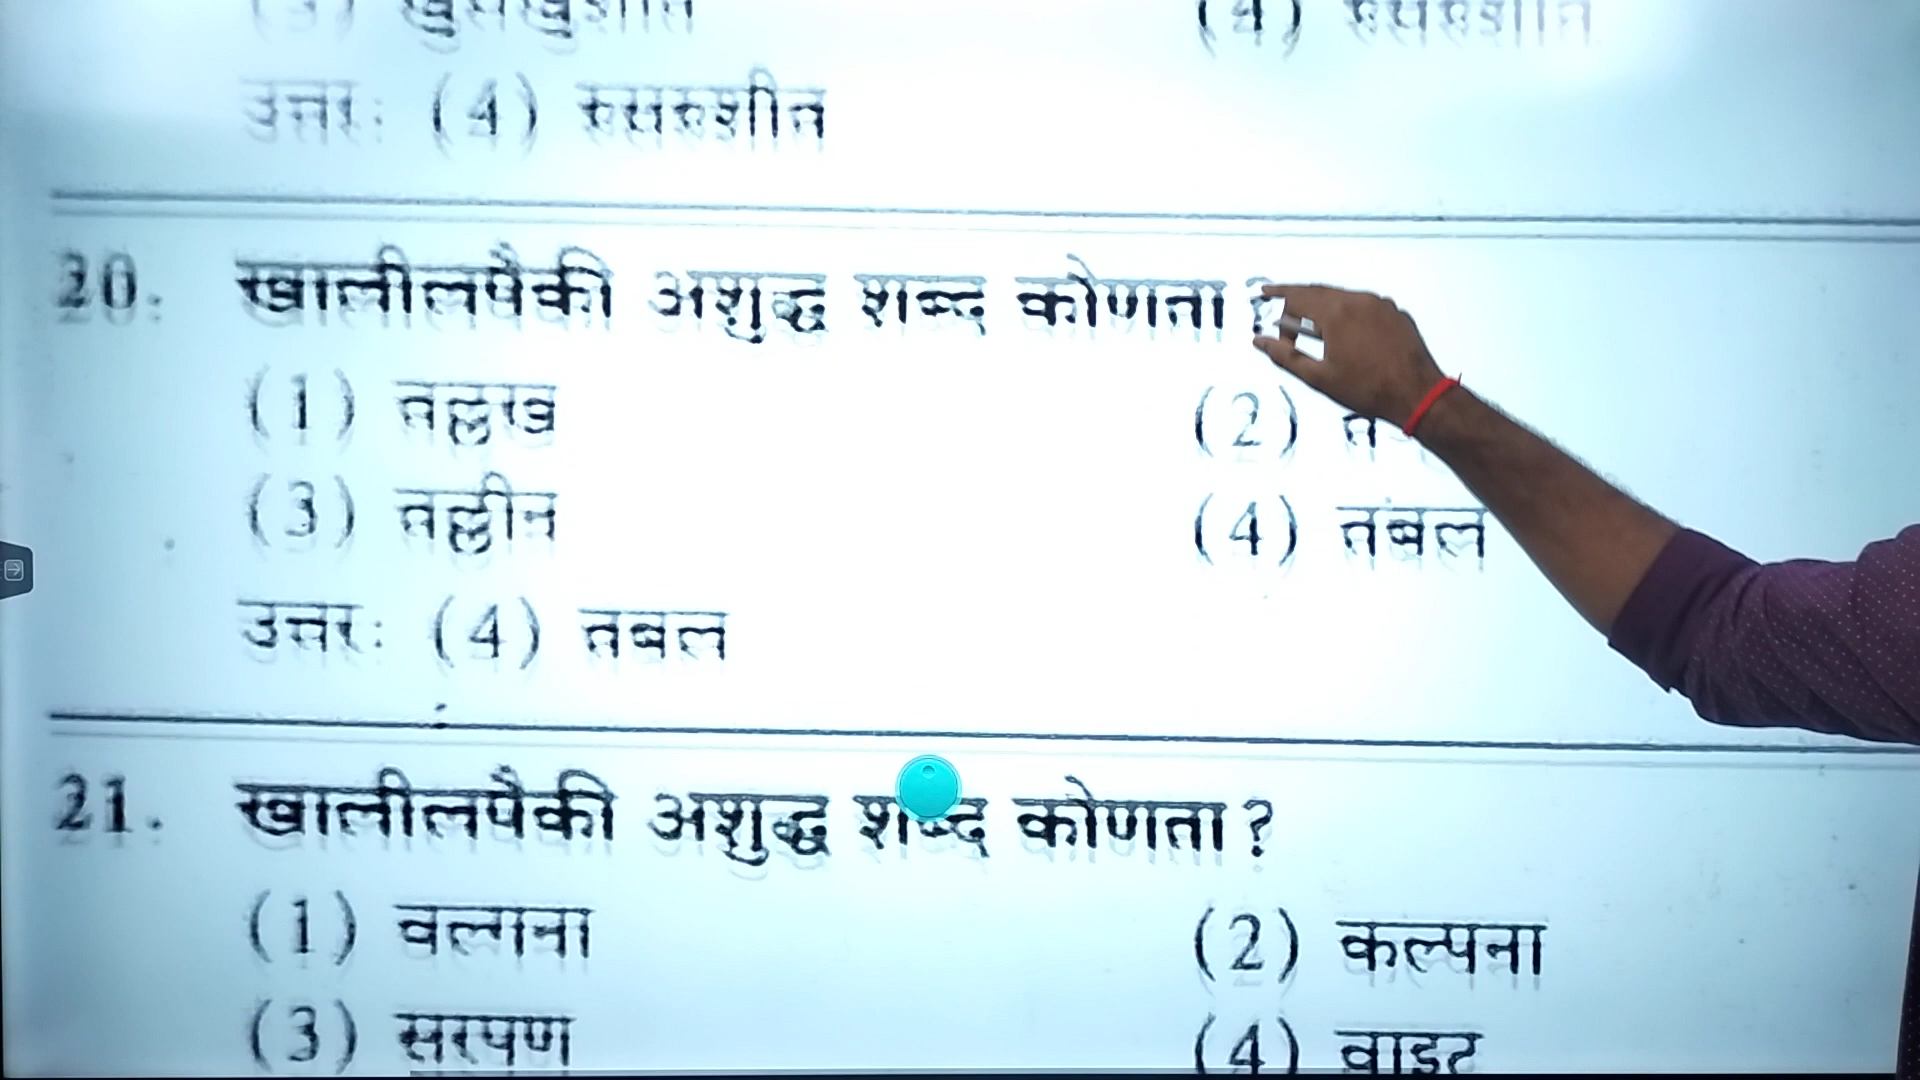 उत्तरः (4) रुसरुशीत
20. खालीलपैकी अशुद्ध शब्द कोणता ?
(1) तल्लख (2)
(3) तल्लीन (4) तंबल
उत्तरः (4) तबल
21. खालीलपैकी अशुद्ध शब्द कोणता ?
(1) वल्गना (2) कल्पना
(3) सरपण (4) वाइट